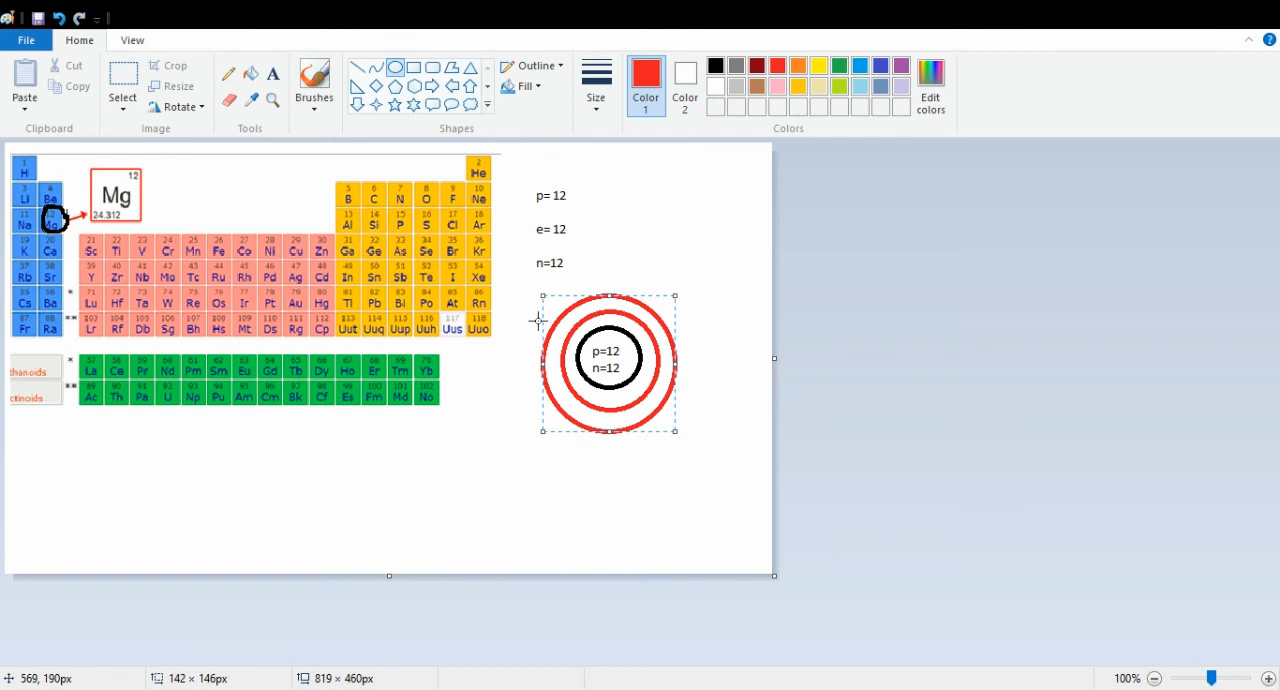 File Home View
Paste
Cut
Copy
Clipboard
Select
Crop
Resize
Rotate
Image
Tools
Brushes
Shapes
Outline
Fill
Size
Color 1
Color 2
Colors
Edit colors
1 2
H He
3 4 5 6 7 8 9 10
Li Be B C N O F Ne
11 12 13 14 15 16 17 18
Na Mg Al Si P S Cl Ar
19 20 21 22 23 24 25 26 27 28 29 30 31 32 33 34 35 36
K Ca Sc Ti V Cr Mn Fe Co Ni Cu Zn Ga Ge As Se Br Kr
37 38 39 40 41 42 43 44 45 46 47 48 49 50 51 52 53 54
Rb Sr Y Zr Nb Mo Tc Ru Rh Pd Ag Cd In Sn Sb Te I Xe
55 56 * 71 72 73 74 75 76 77 78 79 80 81 82 83 84 85 86
Cs Ba Lu Hf Ta W Re Os Ir Pt Au Hg Tl Pb Bi Po At Rn
87 88 ** 103 104 105 106 107 108 109 110 111 112 113 114 115 116 117 118
Fr Ra Lr Rf Db Sg Bh Hs Mt Ds Rg Cp Uut Uuq Uup Uuh Uus Uuo
* 57 58 59 60 61 62 63 64 65 66 67 68 69 70
thanoids La Ce Pr Nd Pm Sm Eu Gd Tb Dy Ho Er Tm Yb
** 89 90 91 92 93 94 95 96 97 98 99 100 101 102
ctinoids Ac Th Pa U Np Pu Am Cm Bk Cf Es Fm Md No
12
Mg
24.312
p= 12
e= 12
n=12
p=12
n=12
569, 190px 142 × 146px 819 × 460px 100%